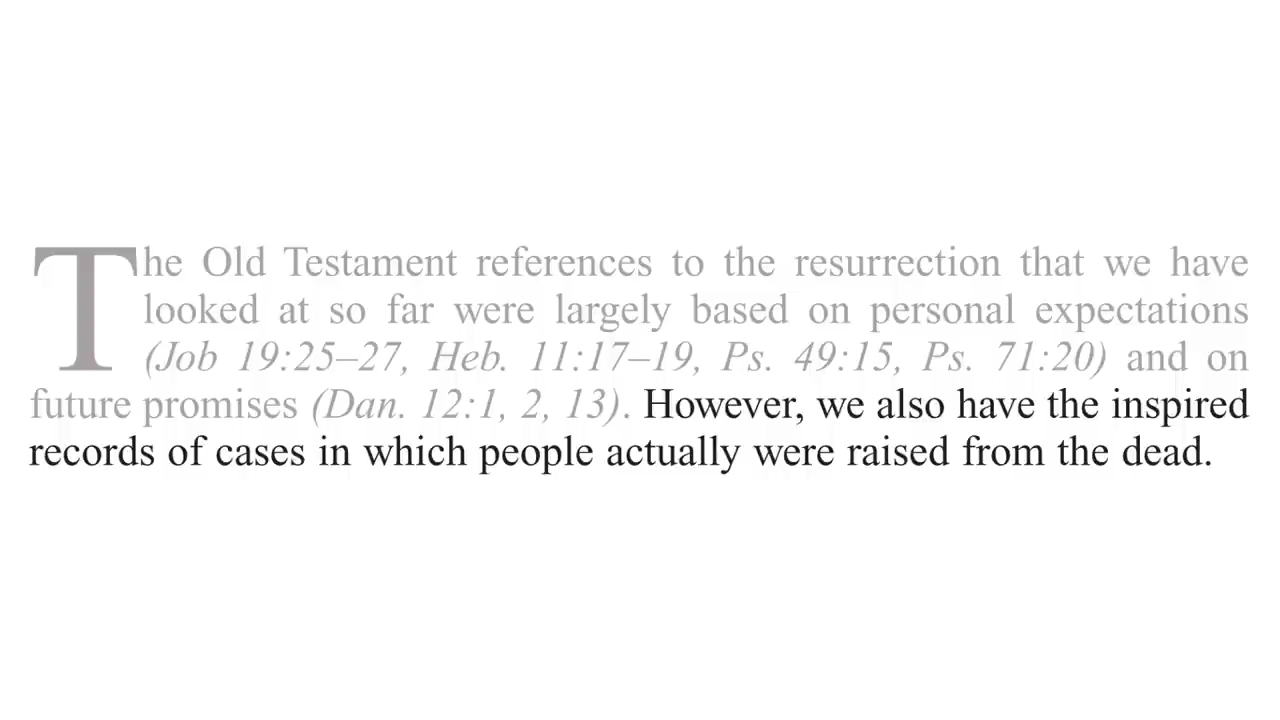 The Old Testament references to the resurrection that we have
looked at so far were largely based on personal expectations
(Job 19:25–27, Heb. 11:17–19, Ps. 49:15, Ps. 71:20) and on
future promises (Dan. 12:1, 2, 13). However, we also have the inspired
records of cases in which people actually were raised from the dead.